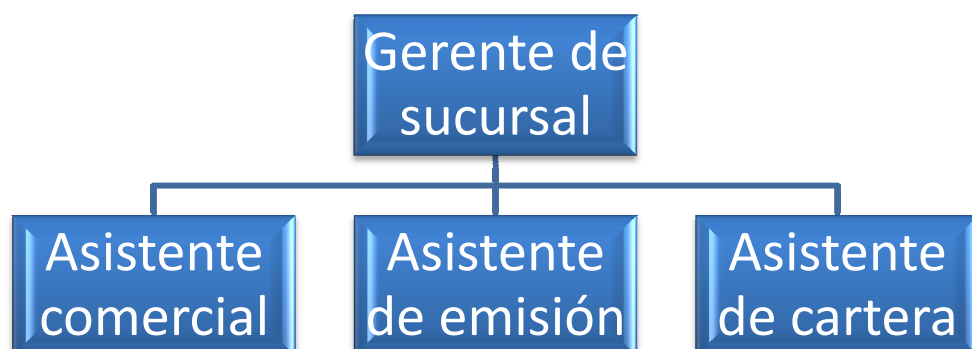 Gerente de
sucursal
Asistente
comercial
Asistente
de emisión
Asistente
de cartera